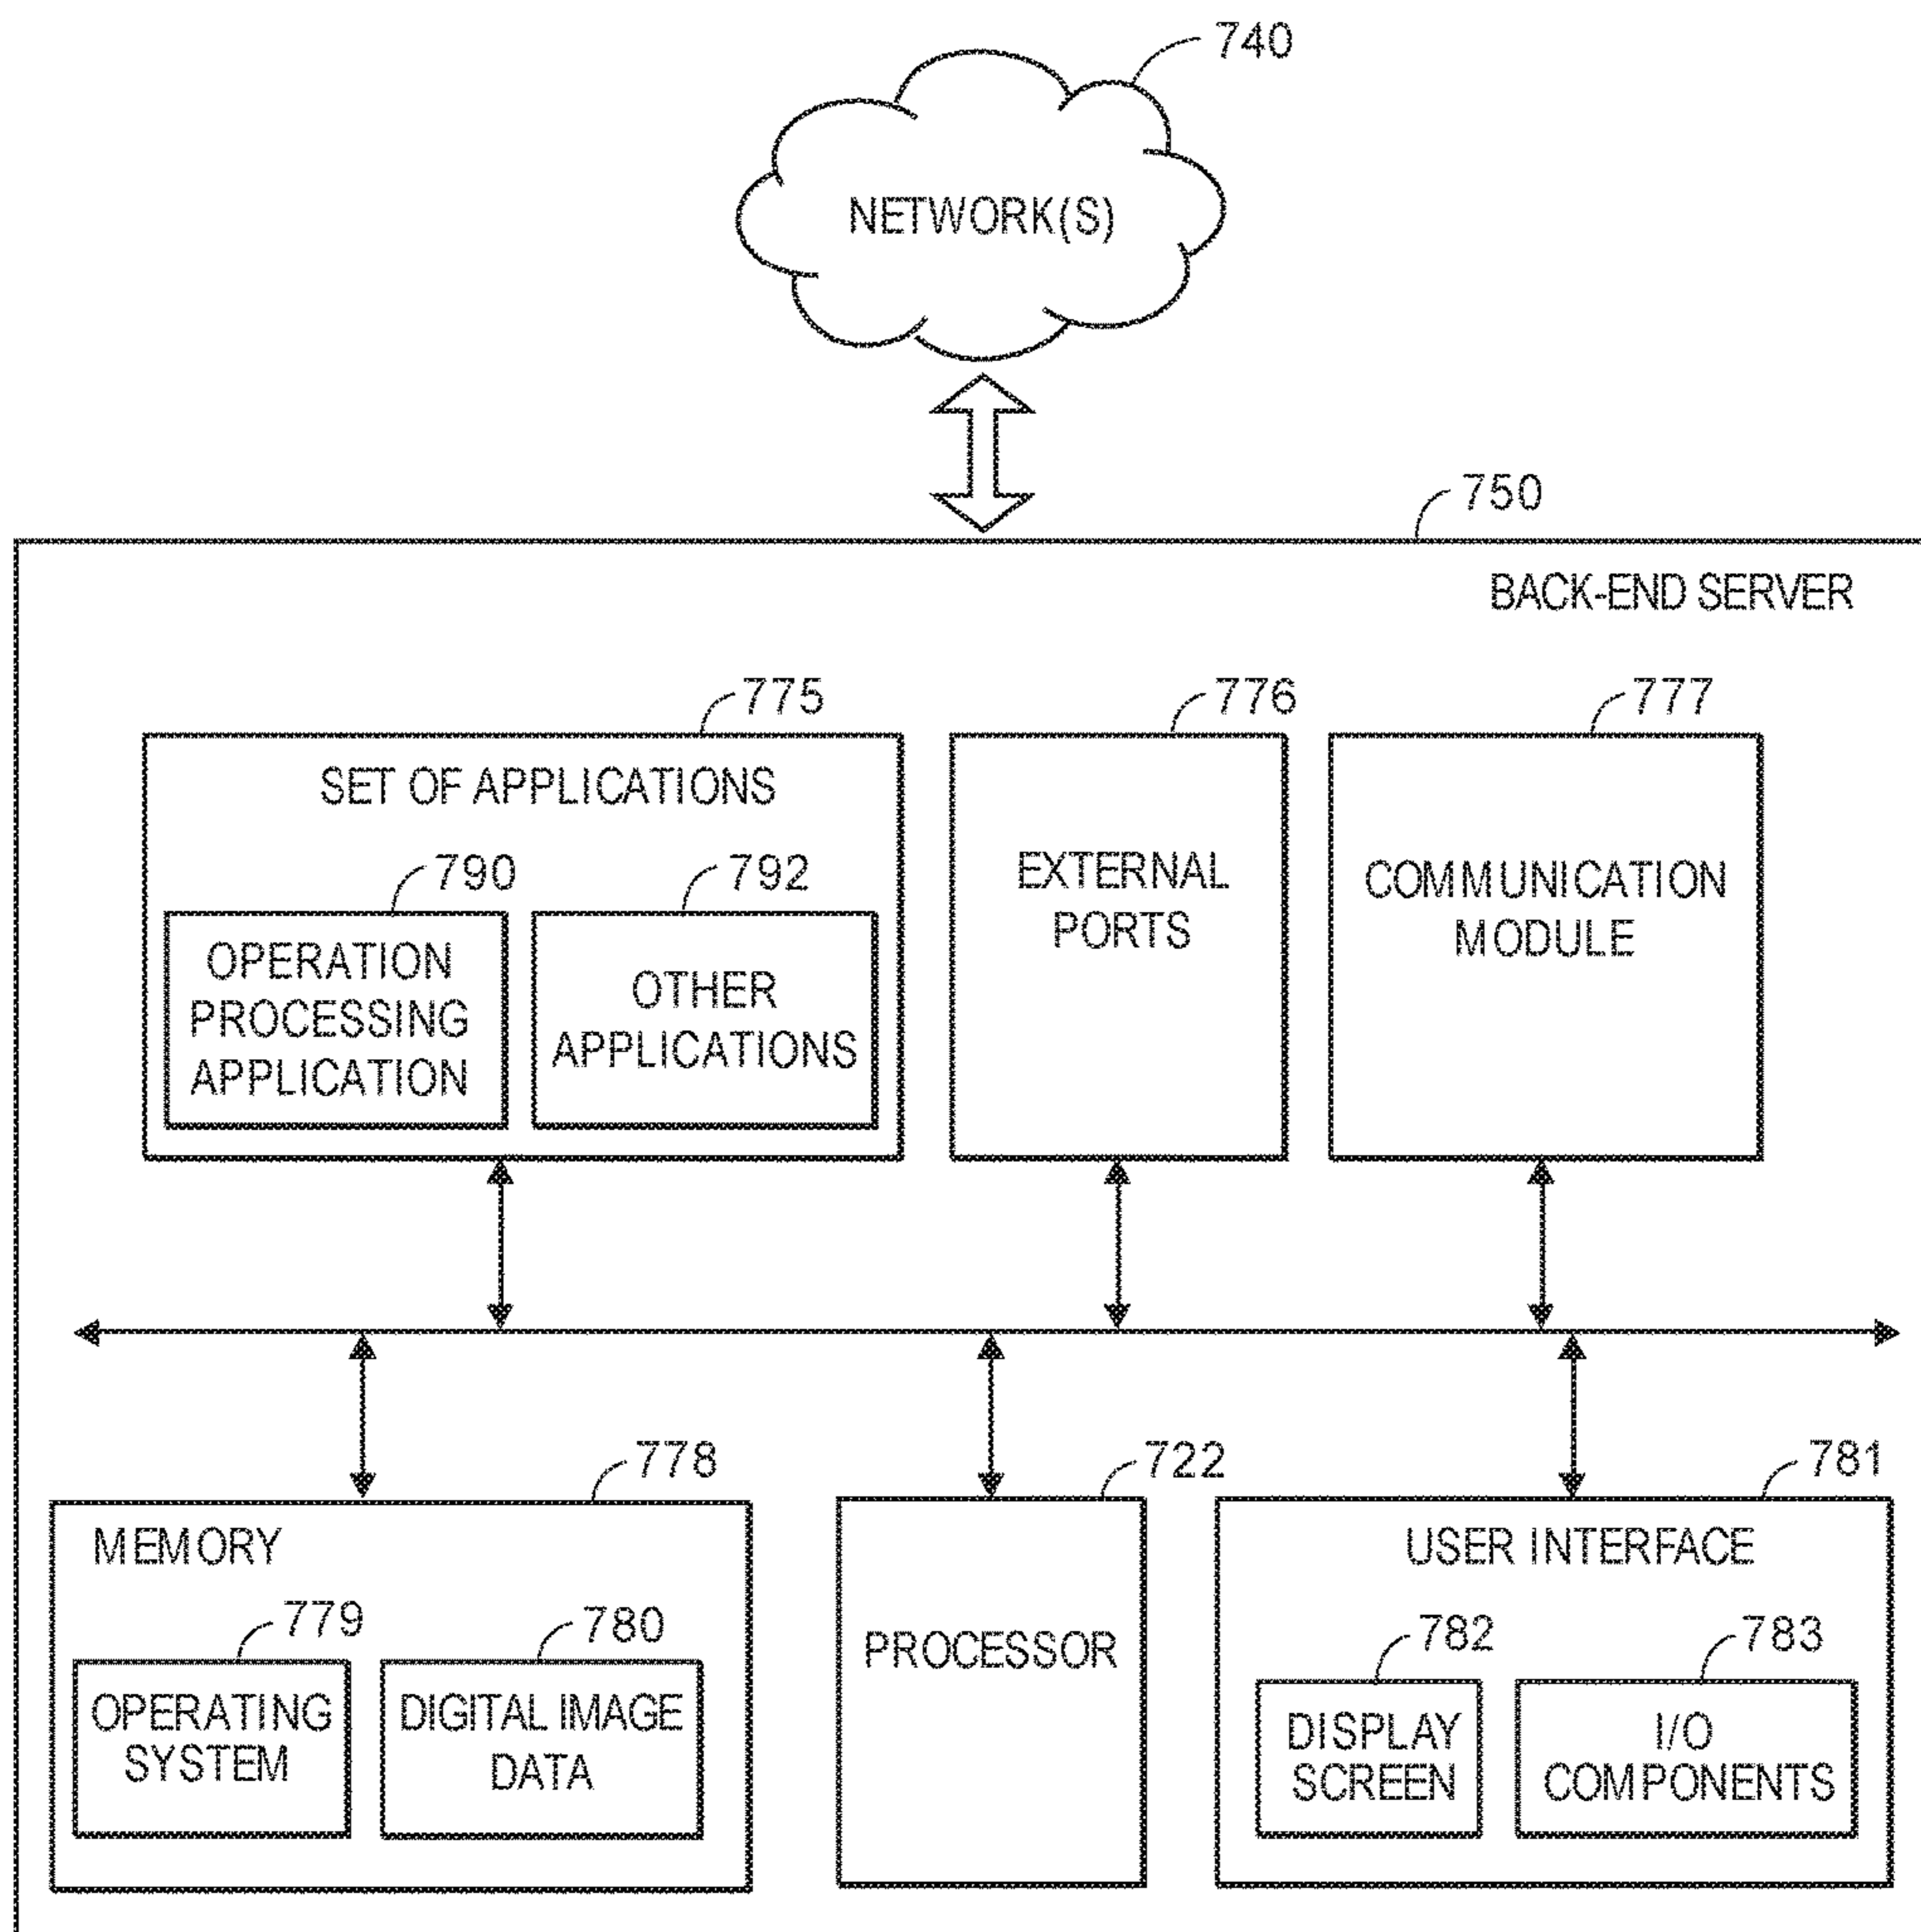 740
NETWORK(S)
750
BACK-END SERVER
775
776
777
SET OF APPLICATIONS
790
792
OPERATION
PROCESSING
APPLICATION
OTHER
APPLICATIONS
EXTERNAL
PORTS
COMMUNICATION
MODULE
778
722
781
MEMORY
779
780
OPERATING
SYSTEM
DIGITAL IMAGE
DATA
PROCESSOR
USER INTERFACE
782
783
DISPLAY
SCREEN
I/O
COMPONENTS